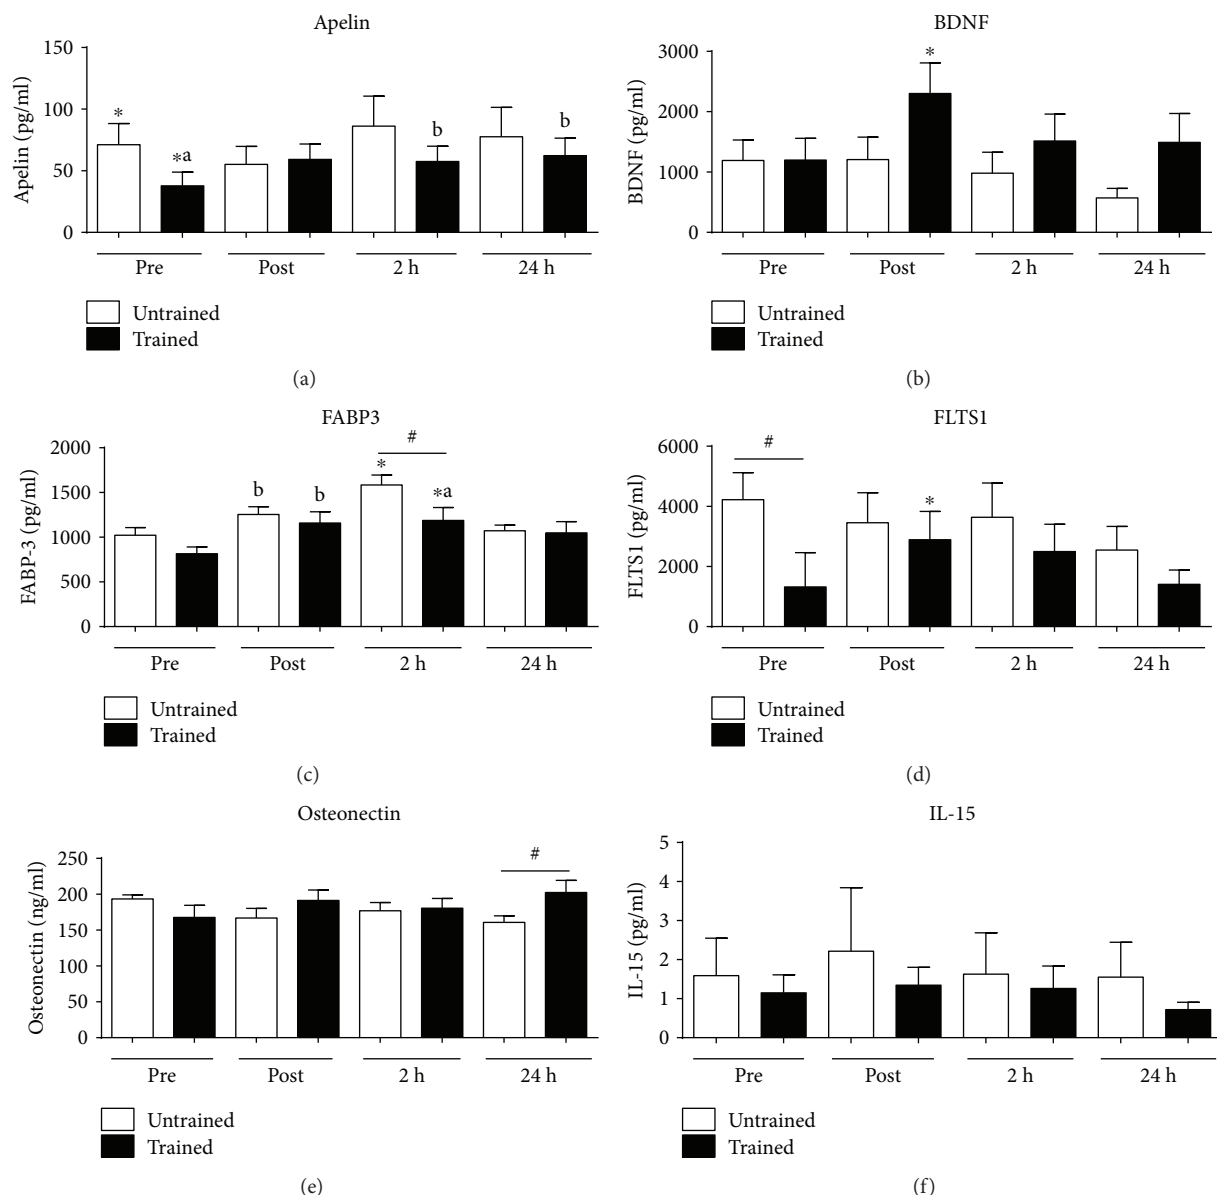 Apelin
Apelin (pg/ml)
150
100
50
0
*
*a
b
b
Pre
Post
2 h
24 h
Untrained
Trained
(a)
BDNF
BDNF (pg/ml)
3000
2000
1000
0
*
Pre
Post
2 h
24 h
Untrained
Trained
(b)
FABP3
FABP-3 (pg/ml)
2000
1500
1000
500
0
b
b
#
*
*a
Pre
Post
2 h
24 h
Untrained
Trained
(c)
FLTS1
FLTS1 (pg/ml)
6000
4000
2000
0
#
*
Pre
Post
2 h
24 h
Untrained
Trained
(d)
Osteonectin
Osteonectin (ng/ml)
250
200
150
100
50
0
#
Pre
Post
2 h
24 h
Untrained
Trained
(e)
IL-15
IL-15 (pg/ml)
5
4
3
2
1
0
Pre
Post
2 h
24 h
Untrained
Trained
(f)